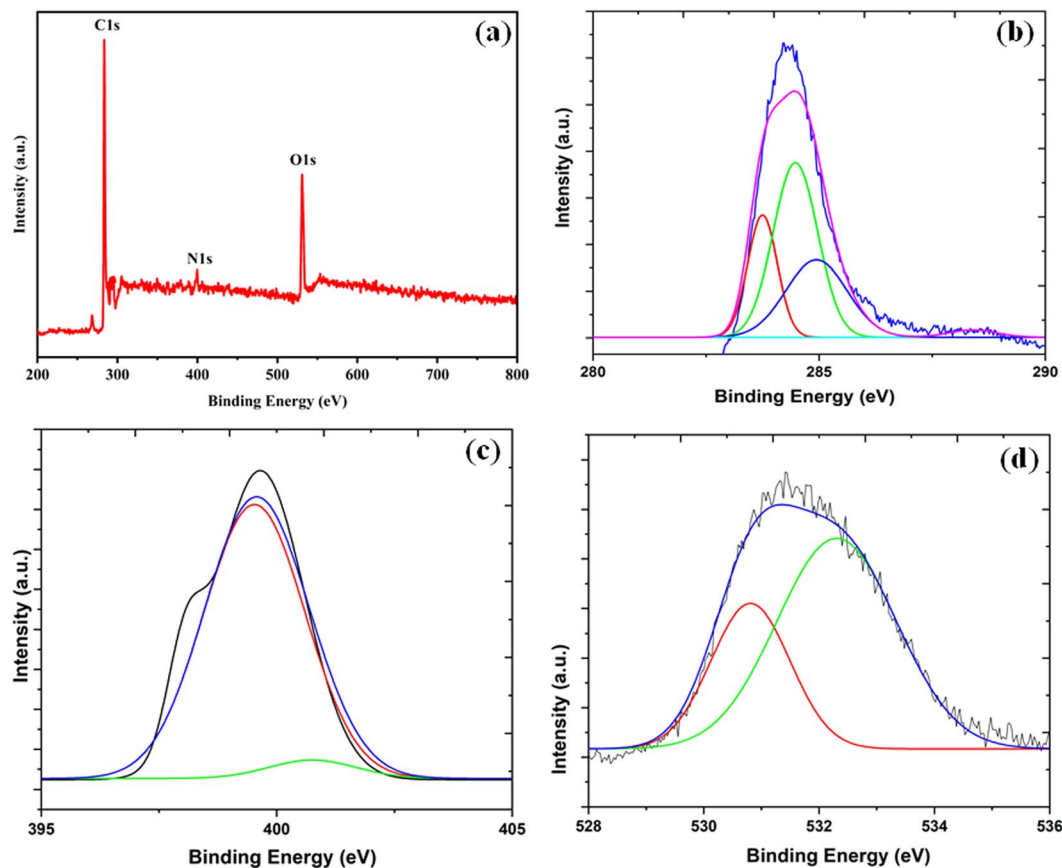 (a)
C1s
N1s
O1s
Intensity (a.u.)
200 300 400 500 600 700 800
Binding Energy (eV)
(b)
Intensity (a.u.)
280 285 290
Binding Energy (eV)
(c)
Intensity (a.u.)
395 400 405
Binding Energy (eV)
(d)
Intensity (a.u.)
528 530 532 534 536
Binding Energy (eV)